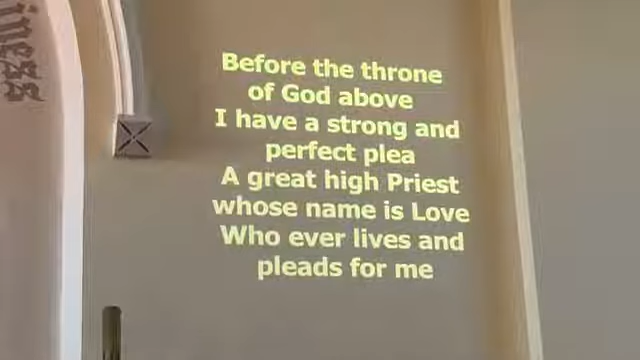 iness
Before the throne
of God above
I have a strong and
perfect plea
A great high Priest
whose name is Love
Who ever lives and
pleads for me